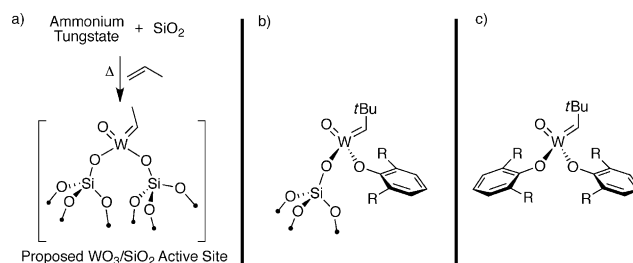 a)
Ammonium
Tungstate + SiO2
Δ
O
W
O O
Si Si
O O O O O O
Proposed WO3/SiO2 Active Site
b)
tBu
O
W
R
O O
Si
R
O O O
c)
tBu
O
W
R R
O O
R R